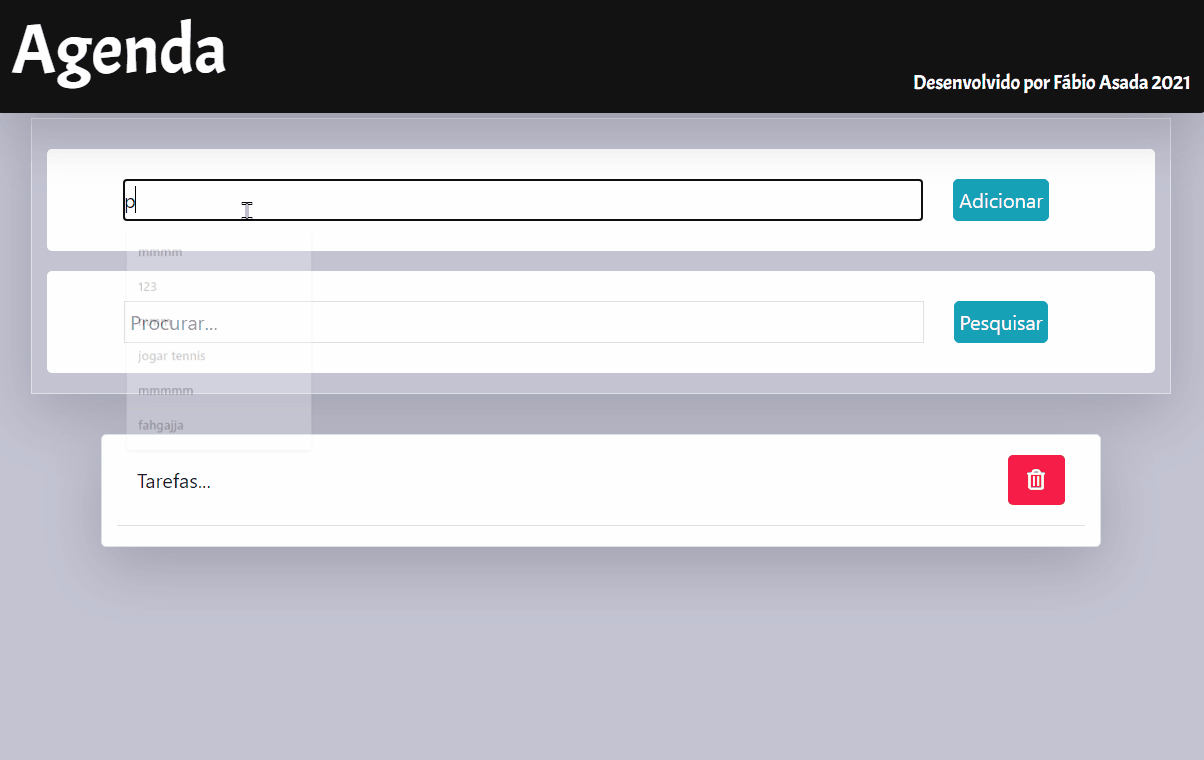 Agenda
Desenvolvido por Fábio Asada 2021
p
Adicionar
mmmm
123
Procurar...
Pesquisar
jogar tennis
mmmmm
fahgajja
Tarefas...